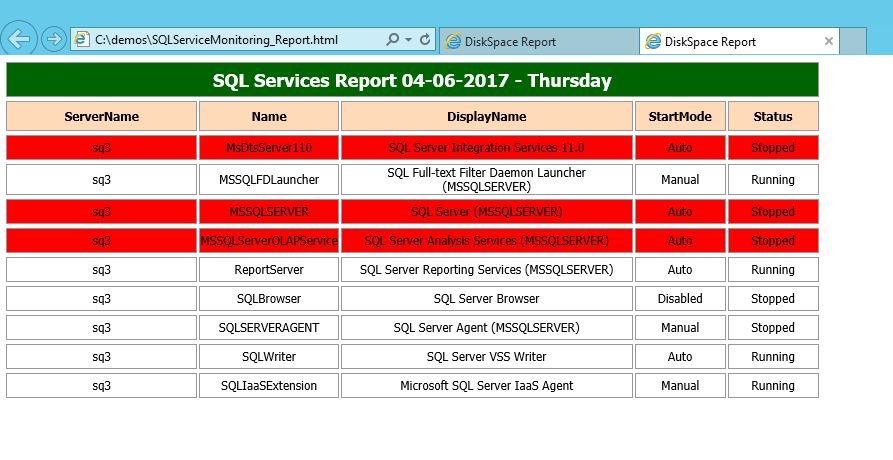 C:\demos\SQLServiceMonitoring_Report.html
DiskSpace Report
DiskSpace Report
SQL Services Report 04-06-2017 - Thursday
ServerName Name DisplayName StartMode Status
sq3 MsDtsServer110 SQL Server Integration Services 11.0 Auto Stopped
sq3 MSSQLFDLauncher SQL Full-text Filter Daemon Launcher (MSSQLSERVER) Manual Running
sq3 MSSQLSERVER SQL Server (MSSQLSERVER) Auto Stopped
sq3 MSSQLServerOLAPService SQL Server Analysis Services (MSSQLSERVER) Auto Stopped
sq3 ReportServer SQL Server Reporting Services (MSSQLSERVER) Auto Running
sq3 SQLBrowser SQL Server Browser Disabled Stopped
sq3 SQLSERVERAGENT SQL Server Agent (MSSQLSERVER) Manual Stopped
sq3 SQLWriter SQL Server VSS Writer Auto Running
sq3 SQLIaaSExtension Microsoft SQL Server IaaS Agent Manual Running